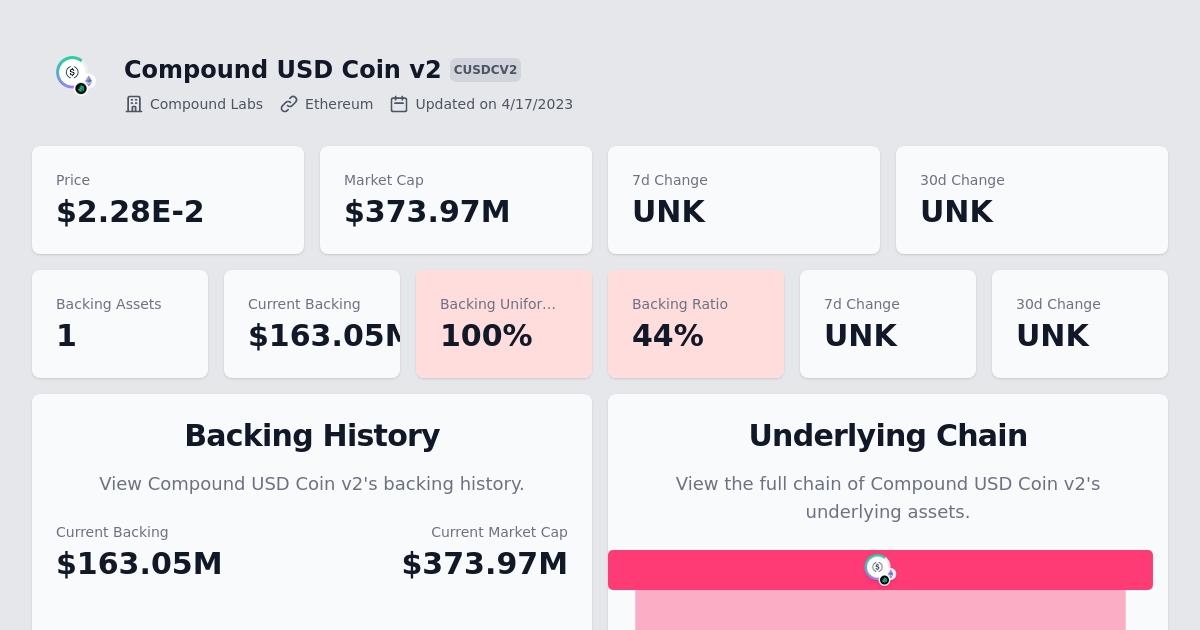 Compound USD Coin v2 CUSDCV2
Compound Labs Ethereum Updated on 4/17/2023
Price Market Cap 7d Change 30d Change
$2.28E-2 $373.97M UNK UNK
Backing Assets Current Backing Backing Unifor... Backing Ratio 7d Change 30d Change
1 $163.05M 100% 44% UNK UNK
Backing History
View Compound USD Coin v2's backing history.
Current Backing Current Market Cap
$163.05M $373.97M
Underlying Chain
View the full chain of Compound USD Coin v2's
underlying assets.